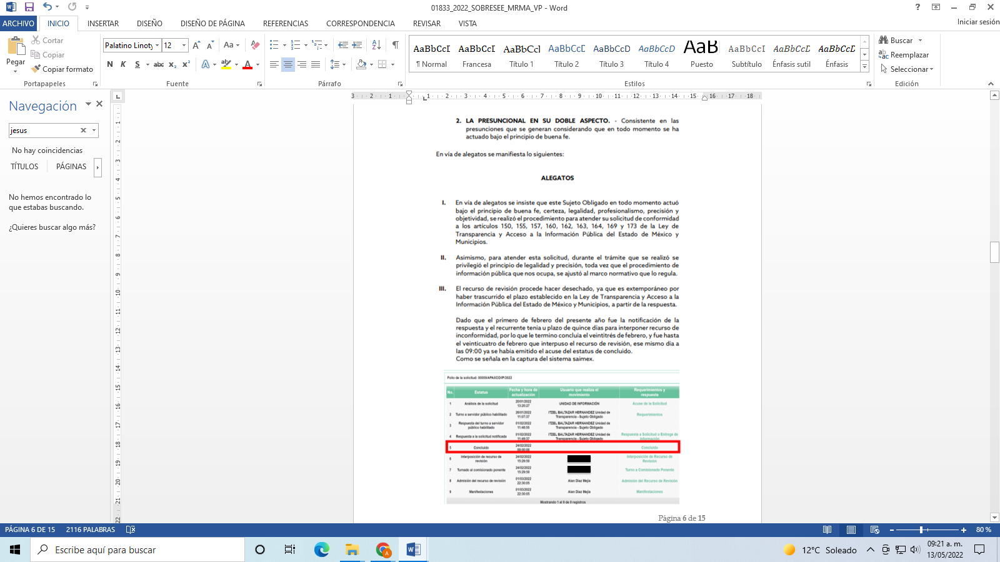 01833_2022_SOBRESEE_MRMA_VP - Word
Iniciar sesión
ARCHIVO INICIO INSERTAR DISEÑO DISEÑO DE PÁGINA REFERENCIAS CORRESPONDENCIA REVISAR VISTA
Pegar
Cortar
Copiar
Copiar formato
Portapapeles
Palatino Linoty 12
N K S abc x₂ x²
Fuente
Párrafo
AaBbCcI AaBbCcI AaBbCcI AaBbCcD AaBbCcD AaBbCcD AaB AaBbCcI AaBbCcD AaBbCcD
¶ Normal Francesa Título 1 Título 2 Título 3 Título 4 Puesto Subtítulo Énfasis sutil Énfasis
Estilos
Buscar
Reemplazar
Seleccionar
Edición
Navegación
jesus
No hay coincidencias
TÍTULOS PÁGINAS
No hemos encontrado lo
que estabas buscando.
¿Quieres buscar algo más?
2. LA PRESUNCIONAL EN SU DOBLE ASPECTO. - Consistente en las
presunciones que se generan considerando que en todo momento se ha
actuado bajo el principio de buena fe.
En vía de alegatos se manifiesta lo siguientes:
ALEGATOS
I. En vía de alegatos se insiste que este Sujeto Obligado en todo momento actuó
bajo el principio de buena fe, certeza, legalidad, profesionalismo, precisión y
objetividad, se realizó el procedimiento para atender su solicitud de conformidad
a los artículos 150, 155, 157, 160, 162, 163, 164, 169 y 173 de la Ley de
Transparencia y Acceso a la Información Pública del Estado de México y
Municipios.
II. Asimismo, para atender esta solicitud, durante el trámite que se realizó se
privilegió el principio de legalidad y precisión, toda vez que el procedimiento de
información pública que nos ocupa, se ajustó al marco normativo que lo regula.
III. El recurso de revisión procede hacer desechado, ya que es extemporáneo por
haber trascurrido el plazo establecido en la Ley de Transparencia y Acceso a la
Información Pública del Estado de México y Municipios, a partir de la respuesta.
Dado que el primero de febrero del presente año fue la notificación de la
respuesta y el recurrente tenia u plazo de quince días para interponer recurso de
inconformidad, por lo que le termino concluía el veintitrés de febrero, y fue hasta
el veinticuatro de febrero que interpuso el recurso de revisión, ese mismo día a
las 09:00 ya se había emitido el acuse del estatus de concluido.
Como se señala en la captura del sistema saimex.
Folio de la solicitud: 00009/APAXCO/IP/2022
No. Estatus Fecha y hora de actualización Usuario que realiza el movimiento Requerimientos y respuesta
1 Análisis de la solicitud 25/01/2022 13:20:27 UNIDAD DE INFORMACIÓN Acuse de la Solicitud
2 Turno a servidor público habilitado 26/01/2022 11:07:37 ITZEL BALTAZAR HERNANDEZ Unidad de Transparencia - Sujeto Obligado Requerimientos
3 Respuesta del turno a servidor público habilitado 01/02/2022 11:48:55 ITZEL BALTAZAR HERNANDEZ Unidad de Transparencia - Sujeto Obligado
4 Respuesta a la solicitud notificada 01/02/2022 11:49:37 ITZEL BALTAZAR HERNANDEZ Unidad de Transparencia - Sujeto Obligado Respuesta a Solicitud o Entrega de Información
5 Concluido 24/02/2022 09:00:00 Concluido
6 Interposición de recurso de revisión 24/02/2022 15:29:50 Interposición de Recurso de Revisión
7 Turnado al comisionado ponente 24/02/2022 15:29:50 Turno a Comisionado Ponente
8 Admisión del recurso de revisión 01/03/2022 22:30:05 Alan Diaz Mejia Admisión del Recurso de Revisión
9 Manifestaciones 01/03/2022 22:30:05 Alan Diaz Mejia Manifestaciones
Mostrando 1 al 9 de 9 registros
Página 6 de 15
PÁGINA 6 DE 15 2116 PALABRAS 80 %
Escribe aquí para buscar
12°C Soleado
09:21 a. m.
13/05/2022